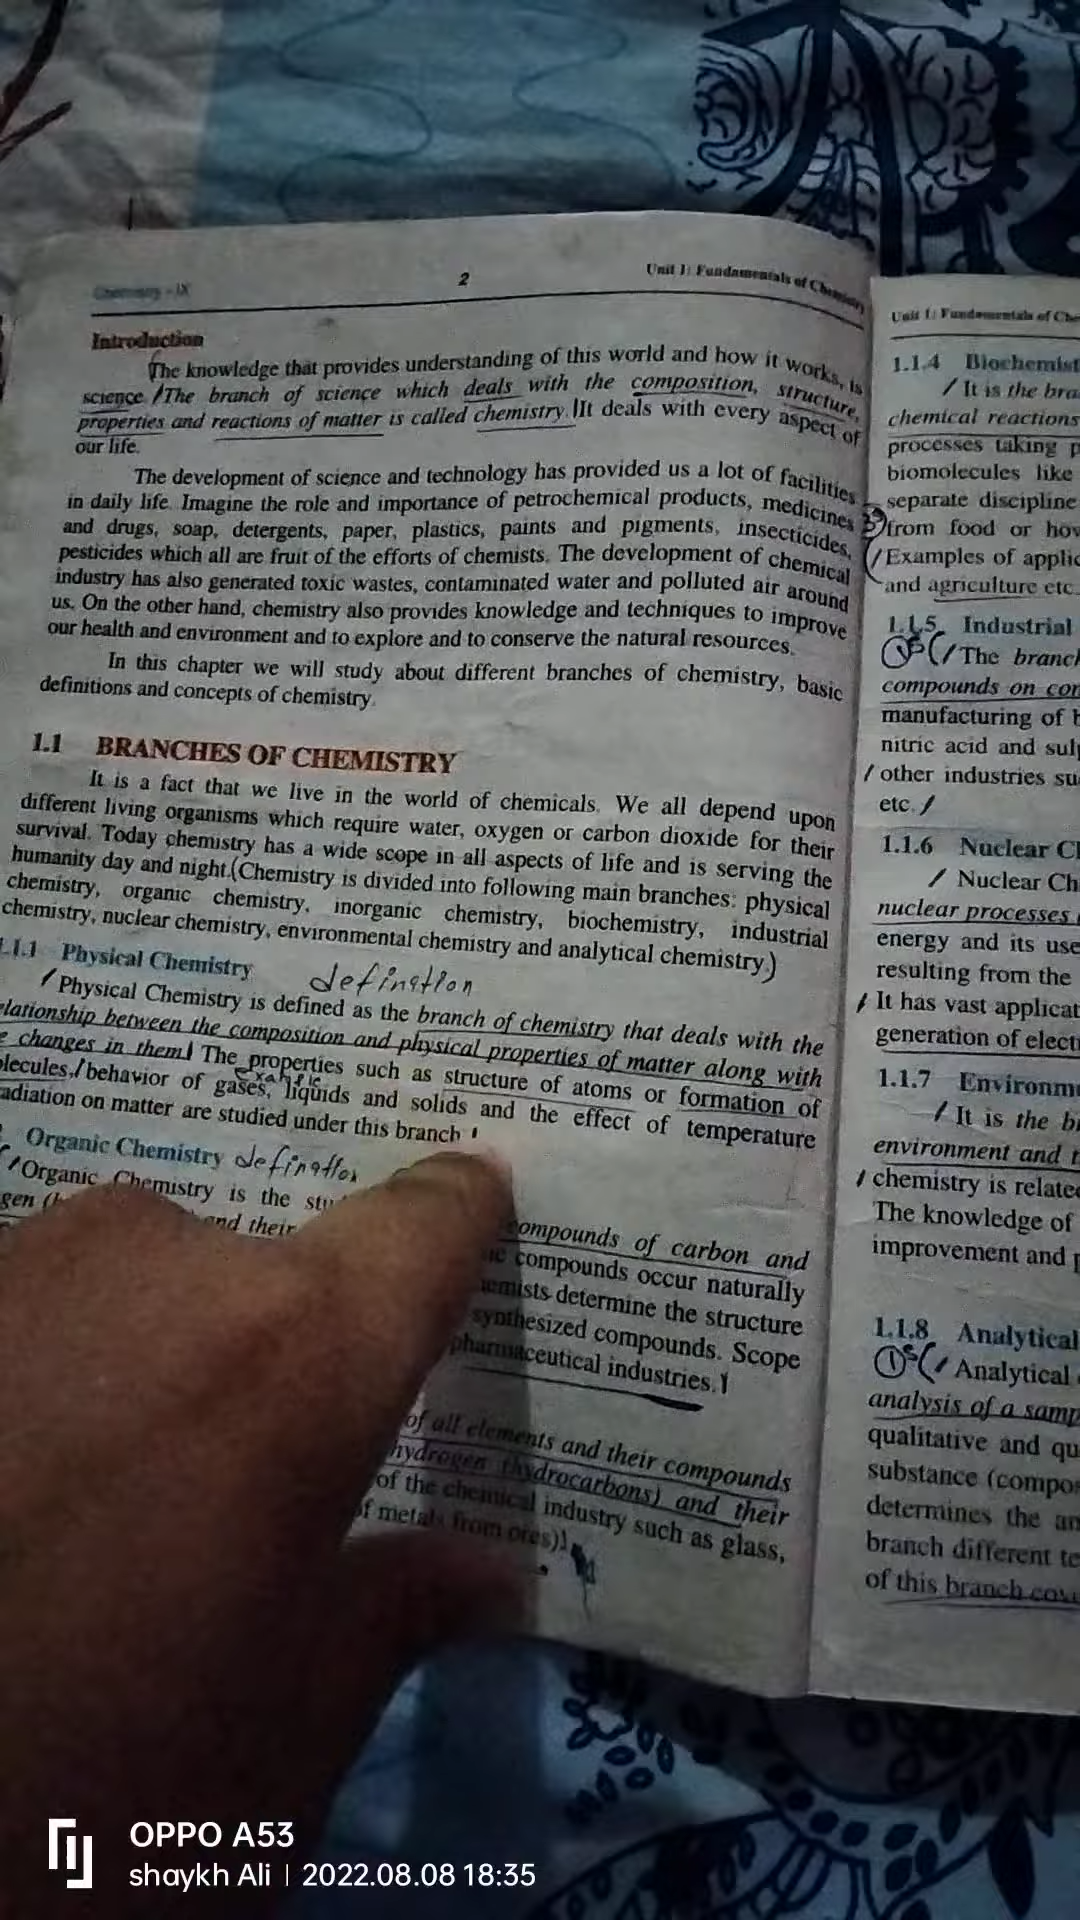 Chemistry - IX
2
Unit 1: Fundamentals of Chemistry
Introduction
The knowledge that provides understanding of this world and how it works, is
science. The branch of science which deals with the composition, structure,
properties and reactions of matter is called chemistry. It deals with every aspect of
our life.
The development of science and technology has provided us a lot of facilities
in daily life. Imagine the role and importance of petrochemical products, medicines
and drugs, soap, detergents, paper, plastics, paints and pigments, insecticides,
pesticides which all are fruit of the efforts of chemists. The development of chemical
industry has also generated toxic wastes, contaminated water and polluted air around
us. On the other hand, chemistry also provides knowledge and techniques to improve
our health and environment and to explore and to conserve the natural resources.
In this chapter we will study about different branches of chemistry, basic
definitions and concepts of chemistry.
1.1 BRANCHES OF CHEMISTRY
It is a fact that we live in the world of chemicals. We all depend upon
different living organisms which require water, oxygen or carbon dioxide for their
survival. Today chemistry has a wide scope in all aspects of life and is serving the
humanity day and night. (Chemistry is divided into following main branches: physical
chemistry, organic chemistry, inorganic chemistry, biochemistry, industrial
chemistry, nuclear chemistry, environmental chemistry and analytical chemistry.)
1.1.1 Physical Chemistry defination
Physical Chemistry is defined as the branch of chemistry that deals with the
elationship between the composition and physical properties of matter along with
e changes in them. The properties such as structure of atoms or formation of
olecules, behavior of gases, liquids and solids and the effect of temperature
adiation on matter are studied under this branch.
Organic Chemistry defination
Organic Chemistry is the stu
gen (h and their
compounds of carbon and
ic compounds occur naturally
emists determine the structure
synthesized compounds. Scope
pharmaceutical industries.
of all elements and their compounds
hydrogen (hydrocarbons) and their
of the chemical industry such as glass,
of metals from ores)
Unit 1: Fundamentals of Che
1.1.4 Biochemist
It is the bra
chemical reactions
processes taking p
biomolecules like
separate discipline
from food or how
Examples of applic
and agriculture etc.
1.1.5 Industrial
The branch
compounds on con
manufacturing of b
nitric acid and sulp
other industries su
etc.
1.1.6 Nuclear Ch
Nuclear Ch
nuclear processes
energy and its use
resulting from the
It has vast applicat
generation of electr
1.1.7 Environme
It is the br
environment and
chemistry is related
The knowledge of
improvement and p
1.1.8 Analytical
Analytical
analysis of a samp
qualitative and qu
substance (compos
determines the am
branch different te
of this branch cov
OPPO A53
shaykh Ali | 2022.08.08 18:35